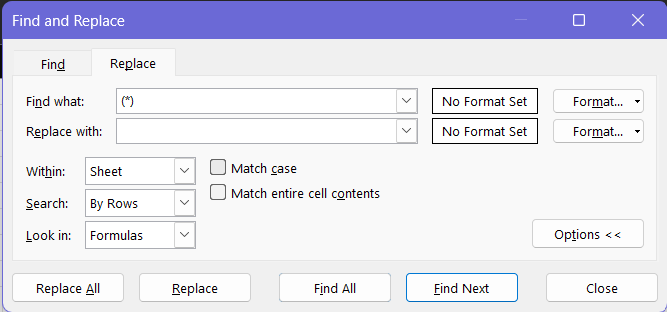 Find and Replace
Find Replace
Find what: (*) No Format Set Format...
Replace with: No Format Set Format...
Within: Sheet Match case
Match entire cell contents
Search: By Rows
Look in: Formulas
Options <<
Replace All Replace Find All Find Next Close